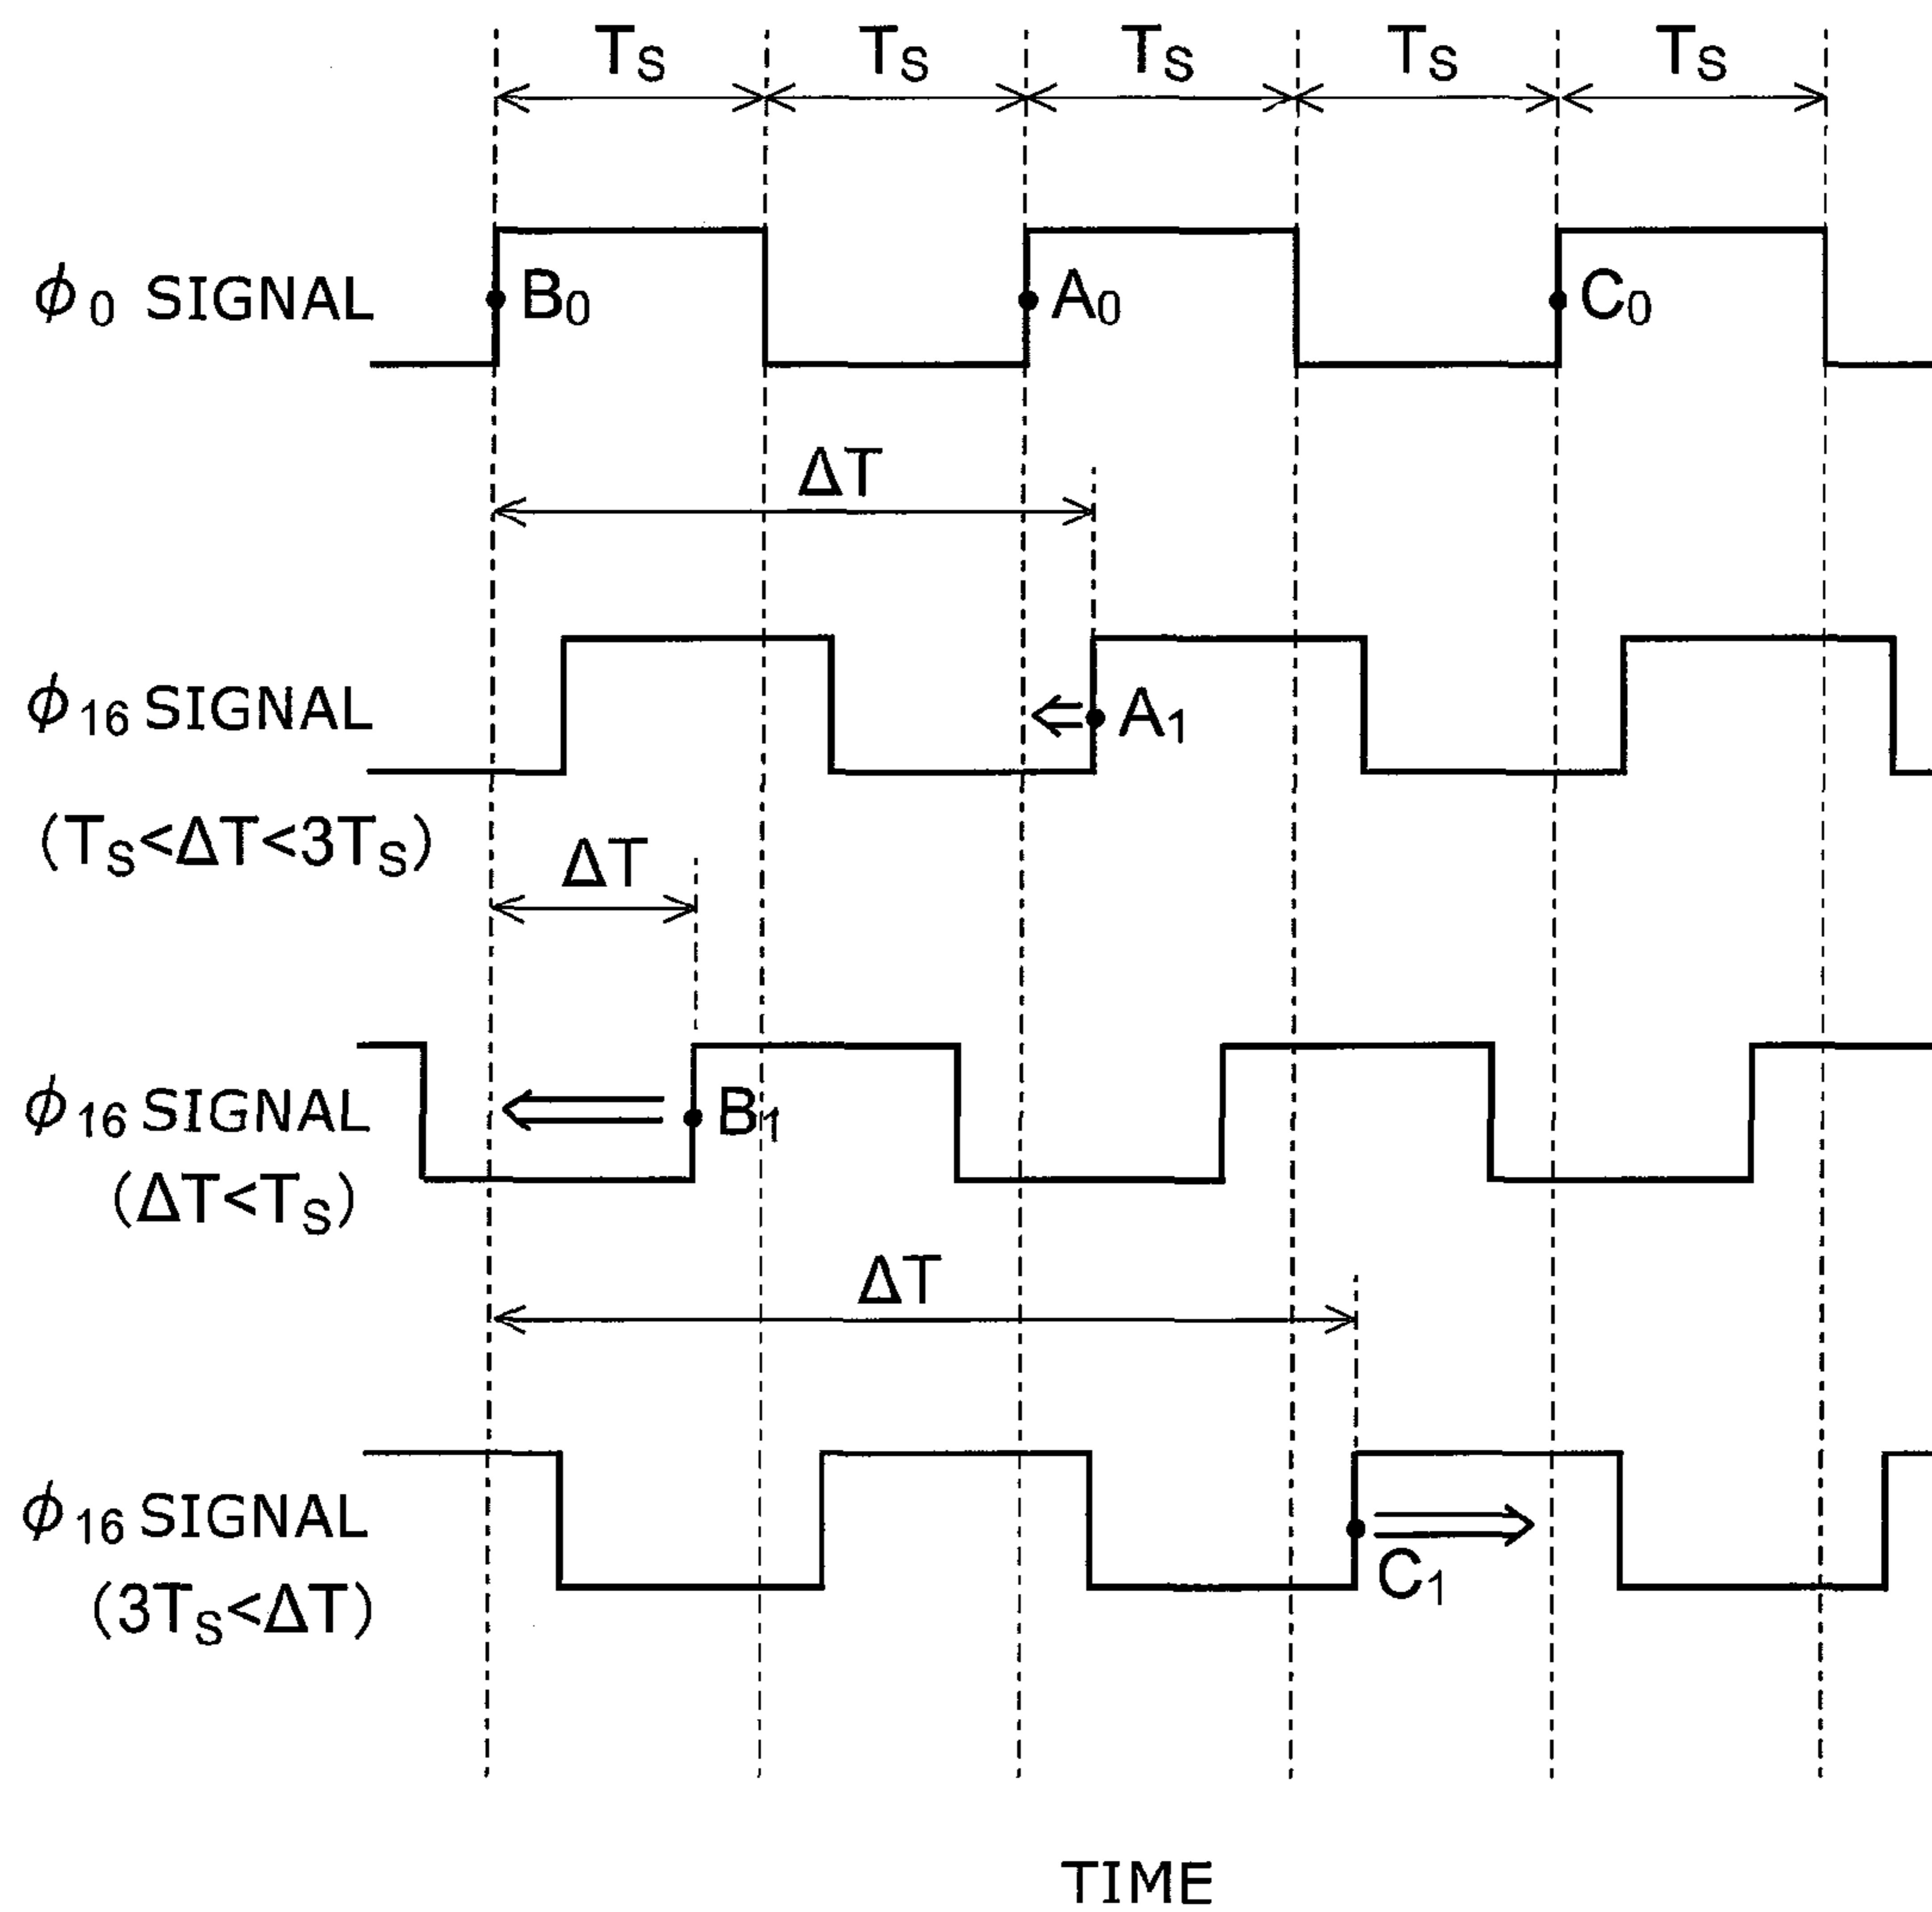 TS TS TS TS TS
ϕ0 SIGNAL
B0 A0 C0
ΔT
ϕ16 SIGNAL
A1
(TS<ΔT<3TS)
ΔT
ϕ16 SIGNAL
B1
(ΔT<TS)
ΔT
ϕ16 SIGNAL
C1
(3TS<ΔT)
TIME